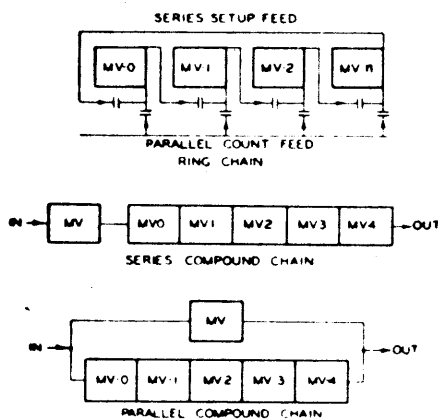 SERIES SETUP FEED
MV-0 MV-1 MV-2 MV-n
PARALLEL COUNT FEED
RING CHAIN
IN MV MV0 MV1 MV2 MV3 MV4 OUT
SERIES COMPOUND CHAIN
MV
IN OUT
MV-0 MV-1 MV2 MV-3 MV-4
PARALLEL COMPOUND CHAIN